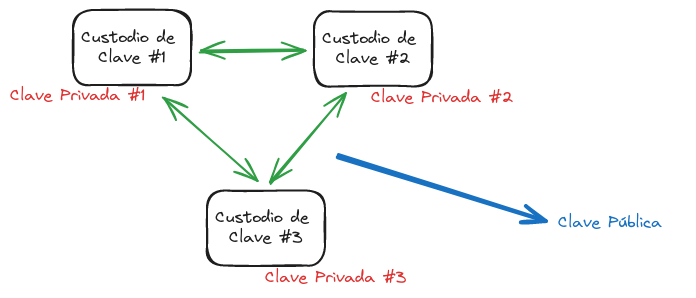 Custodio de
Clave #1
Custodio de
Clave #2
Clave Privada #1
Clave Privada #2
Custodio de
Clave #3
Clave Pública
Clave Privada #3